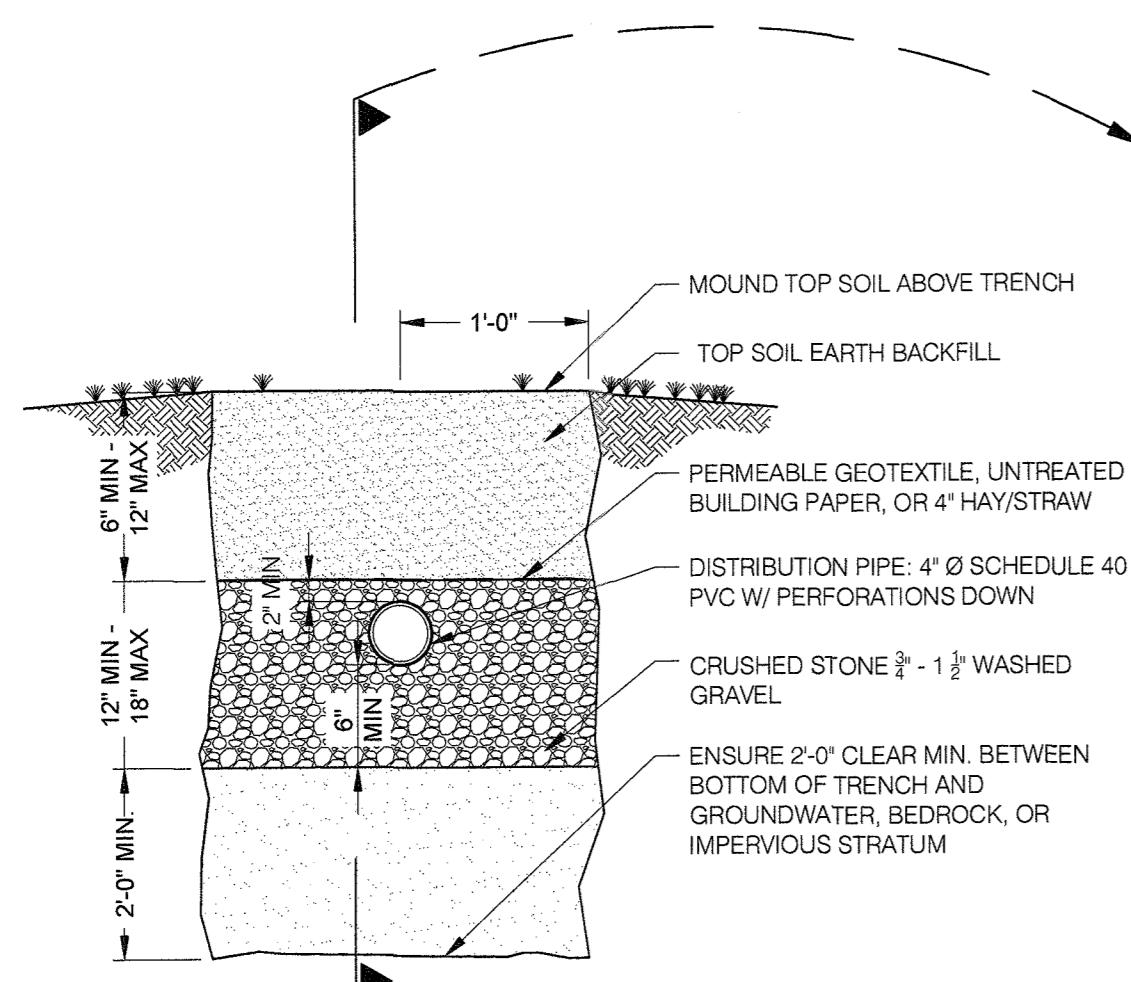 1'-0"
MOUND TOP SOIL ABOVE TRENCH
TOP SOIL EARTH BACKFILL
6" MIN -
12" MAX
PERMEABLE GEOTEXTILE, UNTREATED
BUILDING PAPER, OR 4" HAY/STRAW
2" MIN
DISTRIBUTION PIPE: 4" Ø SCHEDULE 40
PVC W/ PERFORATIONS DOWN
12" MIN -
18" MAX
6"
MIN
CRUSHED STONE 3/4" - 1 1/2" WASHED
GRAVEL
ENSURE 2'-0" CLEAR MIN. BETWEEN
BOTTOM OF TRENCH AND
GROUNDWATER, BEDROCK, OR
IMPERVIOUS STRATUM
2'-0" MIN.